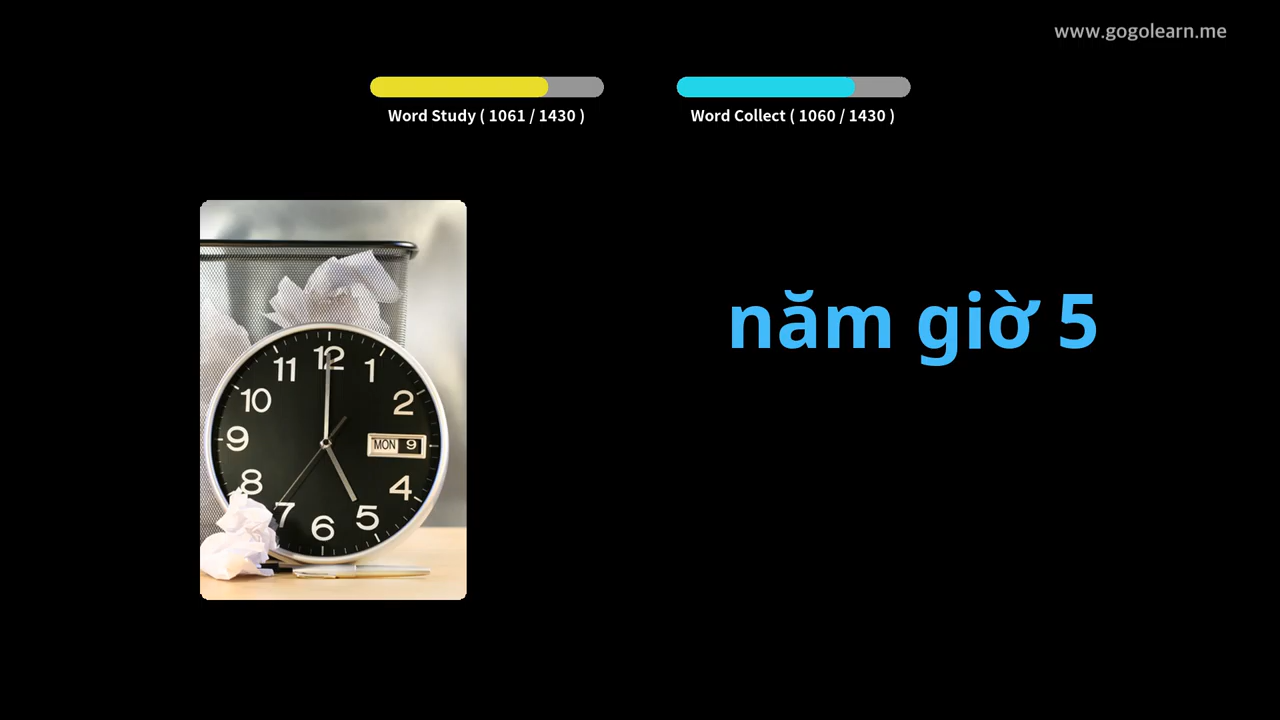 www.gogolearn.me
Word Study ( 1061 / 1430 )
Word Collect ( 1060 / 1430 )
năm giờ 5
12
11
1
10
2
9
MON 9
8
4
7
5
6